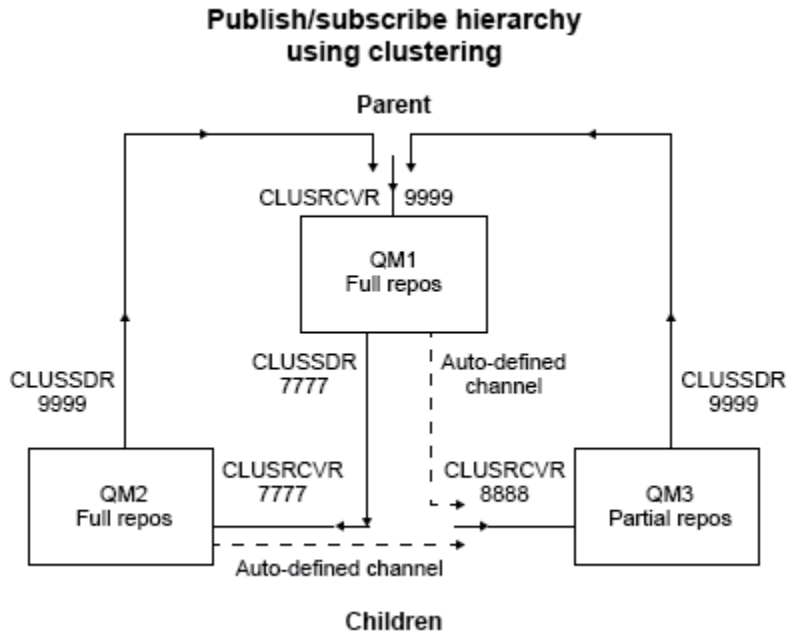 Publish/subscribe hierarchy
using clustering
Parent
CLUSRCVR 9999
QM1
Full repos
CLUSSDR
7777
Auto-defined
channel
CLUSSDR
9999
CLUSSDR
9999
CLUSRCVR
7777
CLUSRCVR
8888
QM2
Full repos
QM3
Partial repos
Auto-defined channel
Children